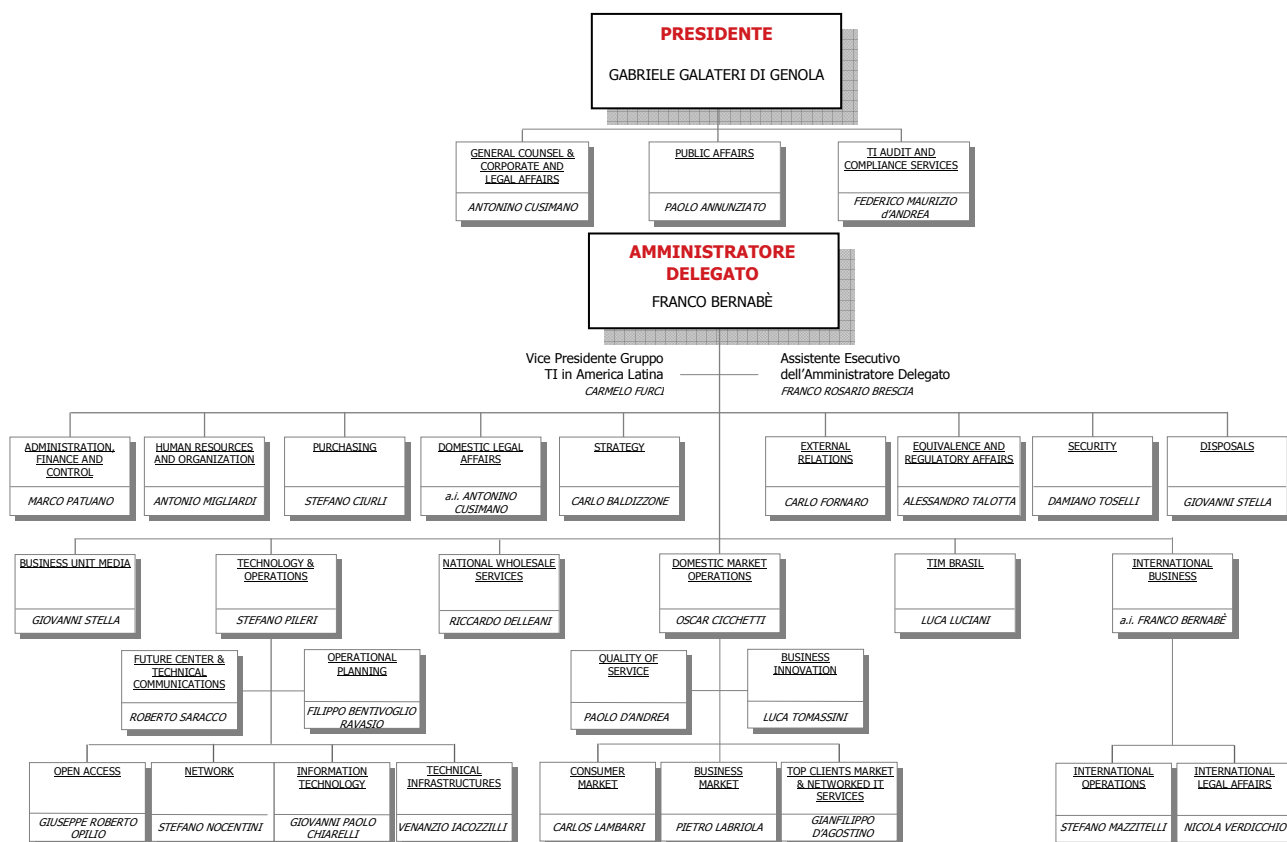 PRESIDENTE
GABRIELE GALATERI DI GENOLA
GENERAL COUNSEL &
CORPORATE AND
LEGAL AFFAIRS
ANTONINO CUSIMANO
PUBLIC AFFAIRS
PAOLO ANNUNZIATO
TI AUDIT AND
COMPLIANCE SERVICES
FEDERICO MAURIZIO
d'ANDREA
AMMINISTRATORE
DELEGATO
FRANCO BERNABÈ
Vice Presidente Gruppo
TI in America Latina
CARMELO FURCI
Assistente Esecutivo
dell'Amministratore Delegato
FRANCO ROSARIO BRESCIA
ADMINISTRATION,
FINANCE AND
CONTROL
MARCO PATUANO
HUMAN RESOURCES
AND ORGANIZATION
ANTONIO MIGLIARDI
PURCHASING
STEFANO CIURLI
DOMESTIC LEGAL
AFFAIRS
a.i. ANTONINO
CUSIMANO
STRATEGY
CARLO BALDIZZONE
EXTERNAL
RELATIONS
CARLO FORNARO
EQUIVALENCE AND
REGULATORY AFFAIRS
ALESSANDRO TALOTTA
SECURITY
DAMIANO TOSELLI
DISPOSALS
GIOVANNI STELLA
BUSINESS UNIT MEDIA
GIOVANNI STELLA
TECHNOLOGY &
OPERATIONS
STEFANO PILERI
NATIONAL WHOLESALE
SERVICES
RICCARDO DELLEANI
DOMESTIC MARKET
OPERATIONS
OSCAR CICCHETTI
TIM BRASIL
LUCA LUCIANI
INTERNATIONAL
BUSINESS
a.i. FRANCO BERNABÈ
FUTURE CENTER &
TECHNICAL
COMMUNICATIONS
ROBERTO SARACCO
OPERATIONAL
PLANNING
FILIPPO BENTIVOGLIO
RAVASIO
QUALITY OF
SERVICE
PAOLO D'ANDREA
BUSINESS
INNOVATION
LUCA TOMASSINI
OPEN ACCESS
GIUSEPPE ROBERTO
OPILIO
NETWORK
STEFANO NOCENTINI
INFORMATION
TECHNOLOGY
GIOVANNI PAOLO
CHIARELLI
TECHNICAL
INFRASTRUCTURES
VENANZIO IACOZZILLI
CONSUMER
MARKET
CARLOS LAMBARRI
BUSINESS
MARKET
PIETRO LABRIOLA
TOP CLIENTS MARKET
& NETWORKED IT
SERVICES
GIANFILIPPO
D'AGOSTINO
INTERNATIONAL
OPERATIONS
STEFANO MAZZITELLI
INTERNATIONAL
LEGAL AFFAIRS
NICOLA VERDICCHIO